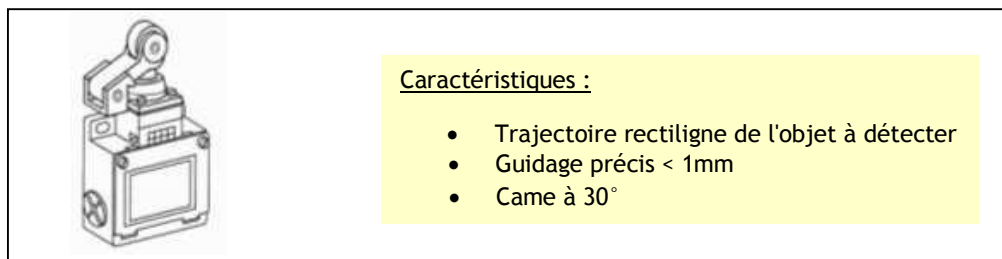 Caractéristiques :
• Trajectoire rectiligne de l'objet à détecter
• Guidage précis < 1mm
• Came à 30°